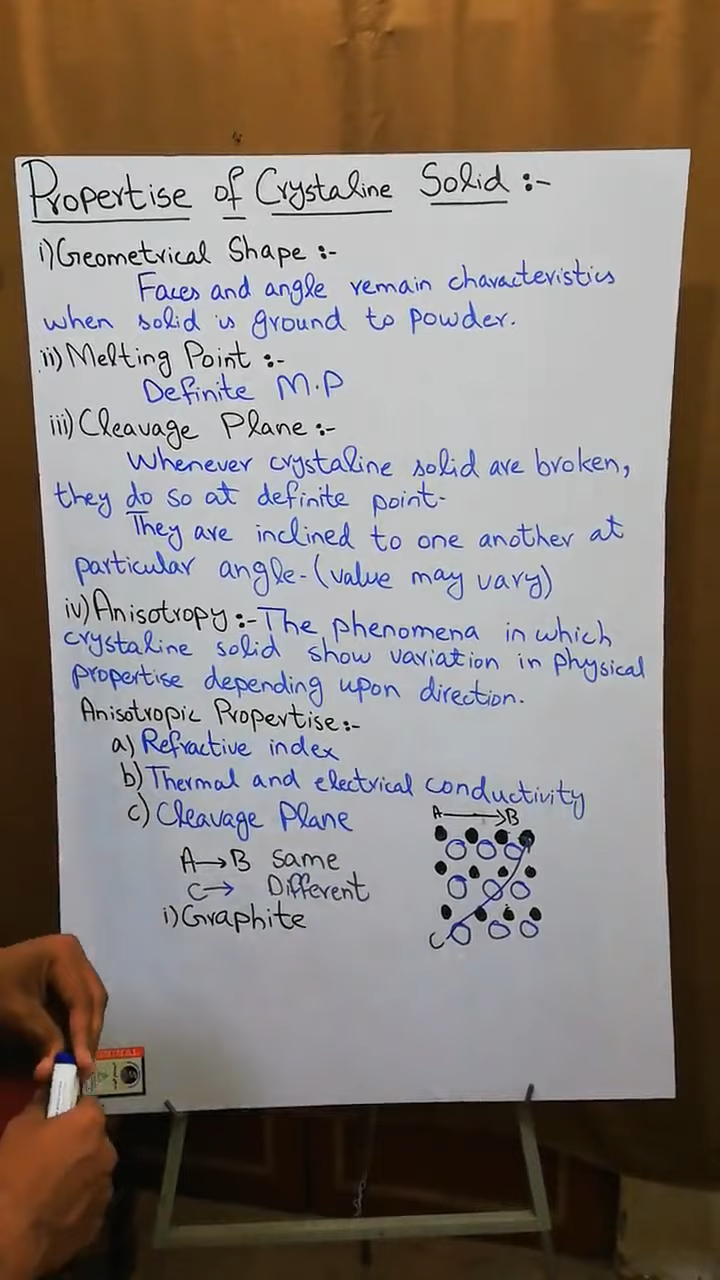 Propertise of Crystaline Solid :-
i) Geometrical Shape :-
Faces and angle remain characteristics
when solid is ground to powder.
ii) Melting Point :-
Definite M.P
iii) Cleavage Plane :-
Whenever crystaline solid are broken,
they do so at definite point-
They are inclined to one another at
particular angle-(value may vary)
iv) Anisotropy :- The phenomena in which
crystaline solid show variation in physical
propertise depending upon direction.
Anisotropic Propertise :-
a) Refractive index
b) Thermal and electrical conductivity
c) Cleavage Plane
A → B
A → B Same
C → Different
i) Graphite
C